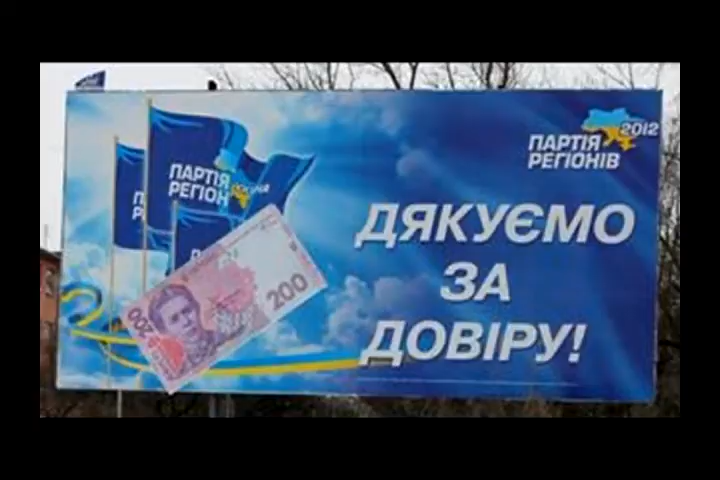 ПАРТІЯ
РЕГІОНІВ
2012
ПАРТІЯ
РЕГІОН
200
200
ДЯКУЄМО
ЗА
ДОВІРУ!